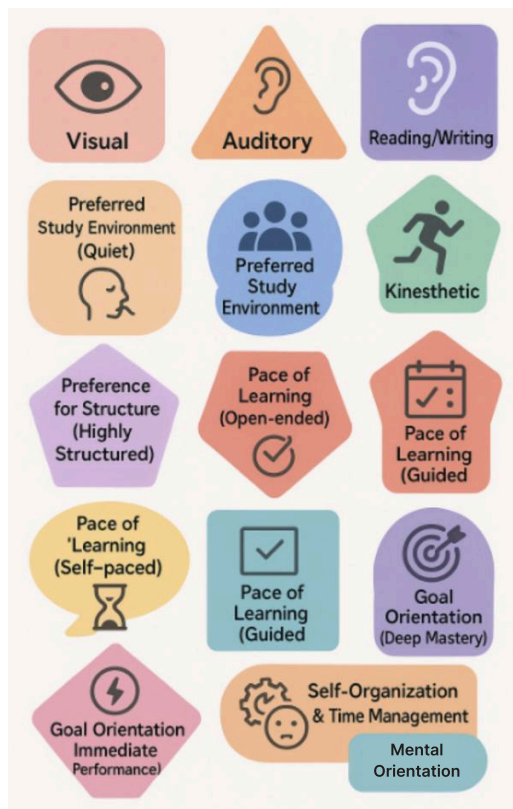 Visual
Auditory
Reading/Writing
Preferred
Study Environment
(Quiet)
Preferred
Study
Environment
Kinesthetic
Preference
for Structure
(Highly
Structured)
Pace of
Learning
(Open-ended)
Pace of
Learning
(Guided
Pace of
'Learning
(Self-paced)
Pace of
Learning
(Guided
Goal
Orientation
(Deep Mastery)
Goal Orientation
Immediate
Performance)
Self-Organization
& Time Management
Mental
Orientation